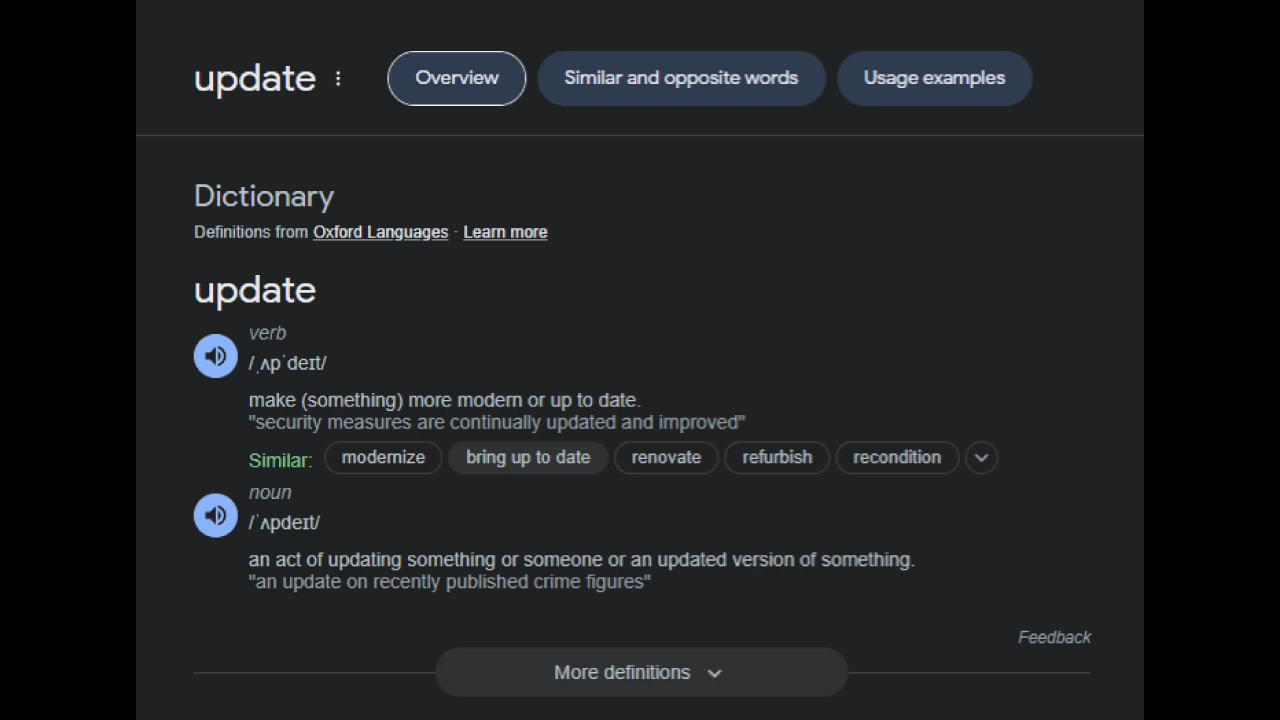 update Overview Similar and opposite words Usage examples
Dictionary
Definitions from Oxford Languages · Learn more
update
verb
/ˌʌpˈdeɪt/
make (something) more modern or up to date.
"security measures are continually updated and improved"
Similar: modernize bring up to date renovate refurbish recondition
noun
/ˈʌpdeɪt/
an act of updating something or someone or an updated version of something.
"an update on recently published crime figures"
Feedback
More definitions